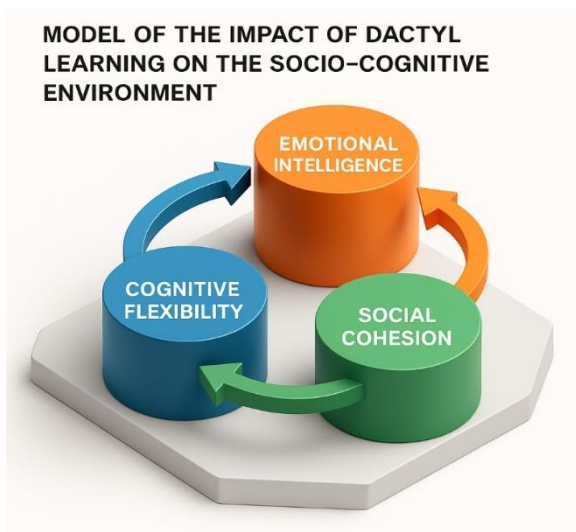 MODEL OF THE IMPACT OF DACTYL
LEARNING ON THE SOCIO-COGNITIVE
ENVIRONMENT
EMOTIONAL
INTELLIGENCE
COGNITIVE
FLEXIBILITY
SOCIAL
COHESION